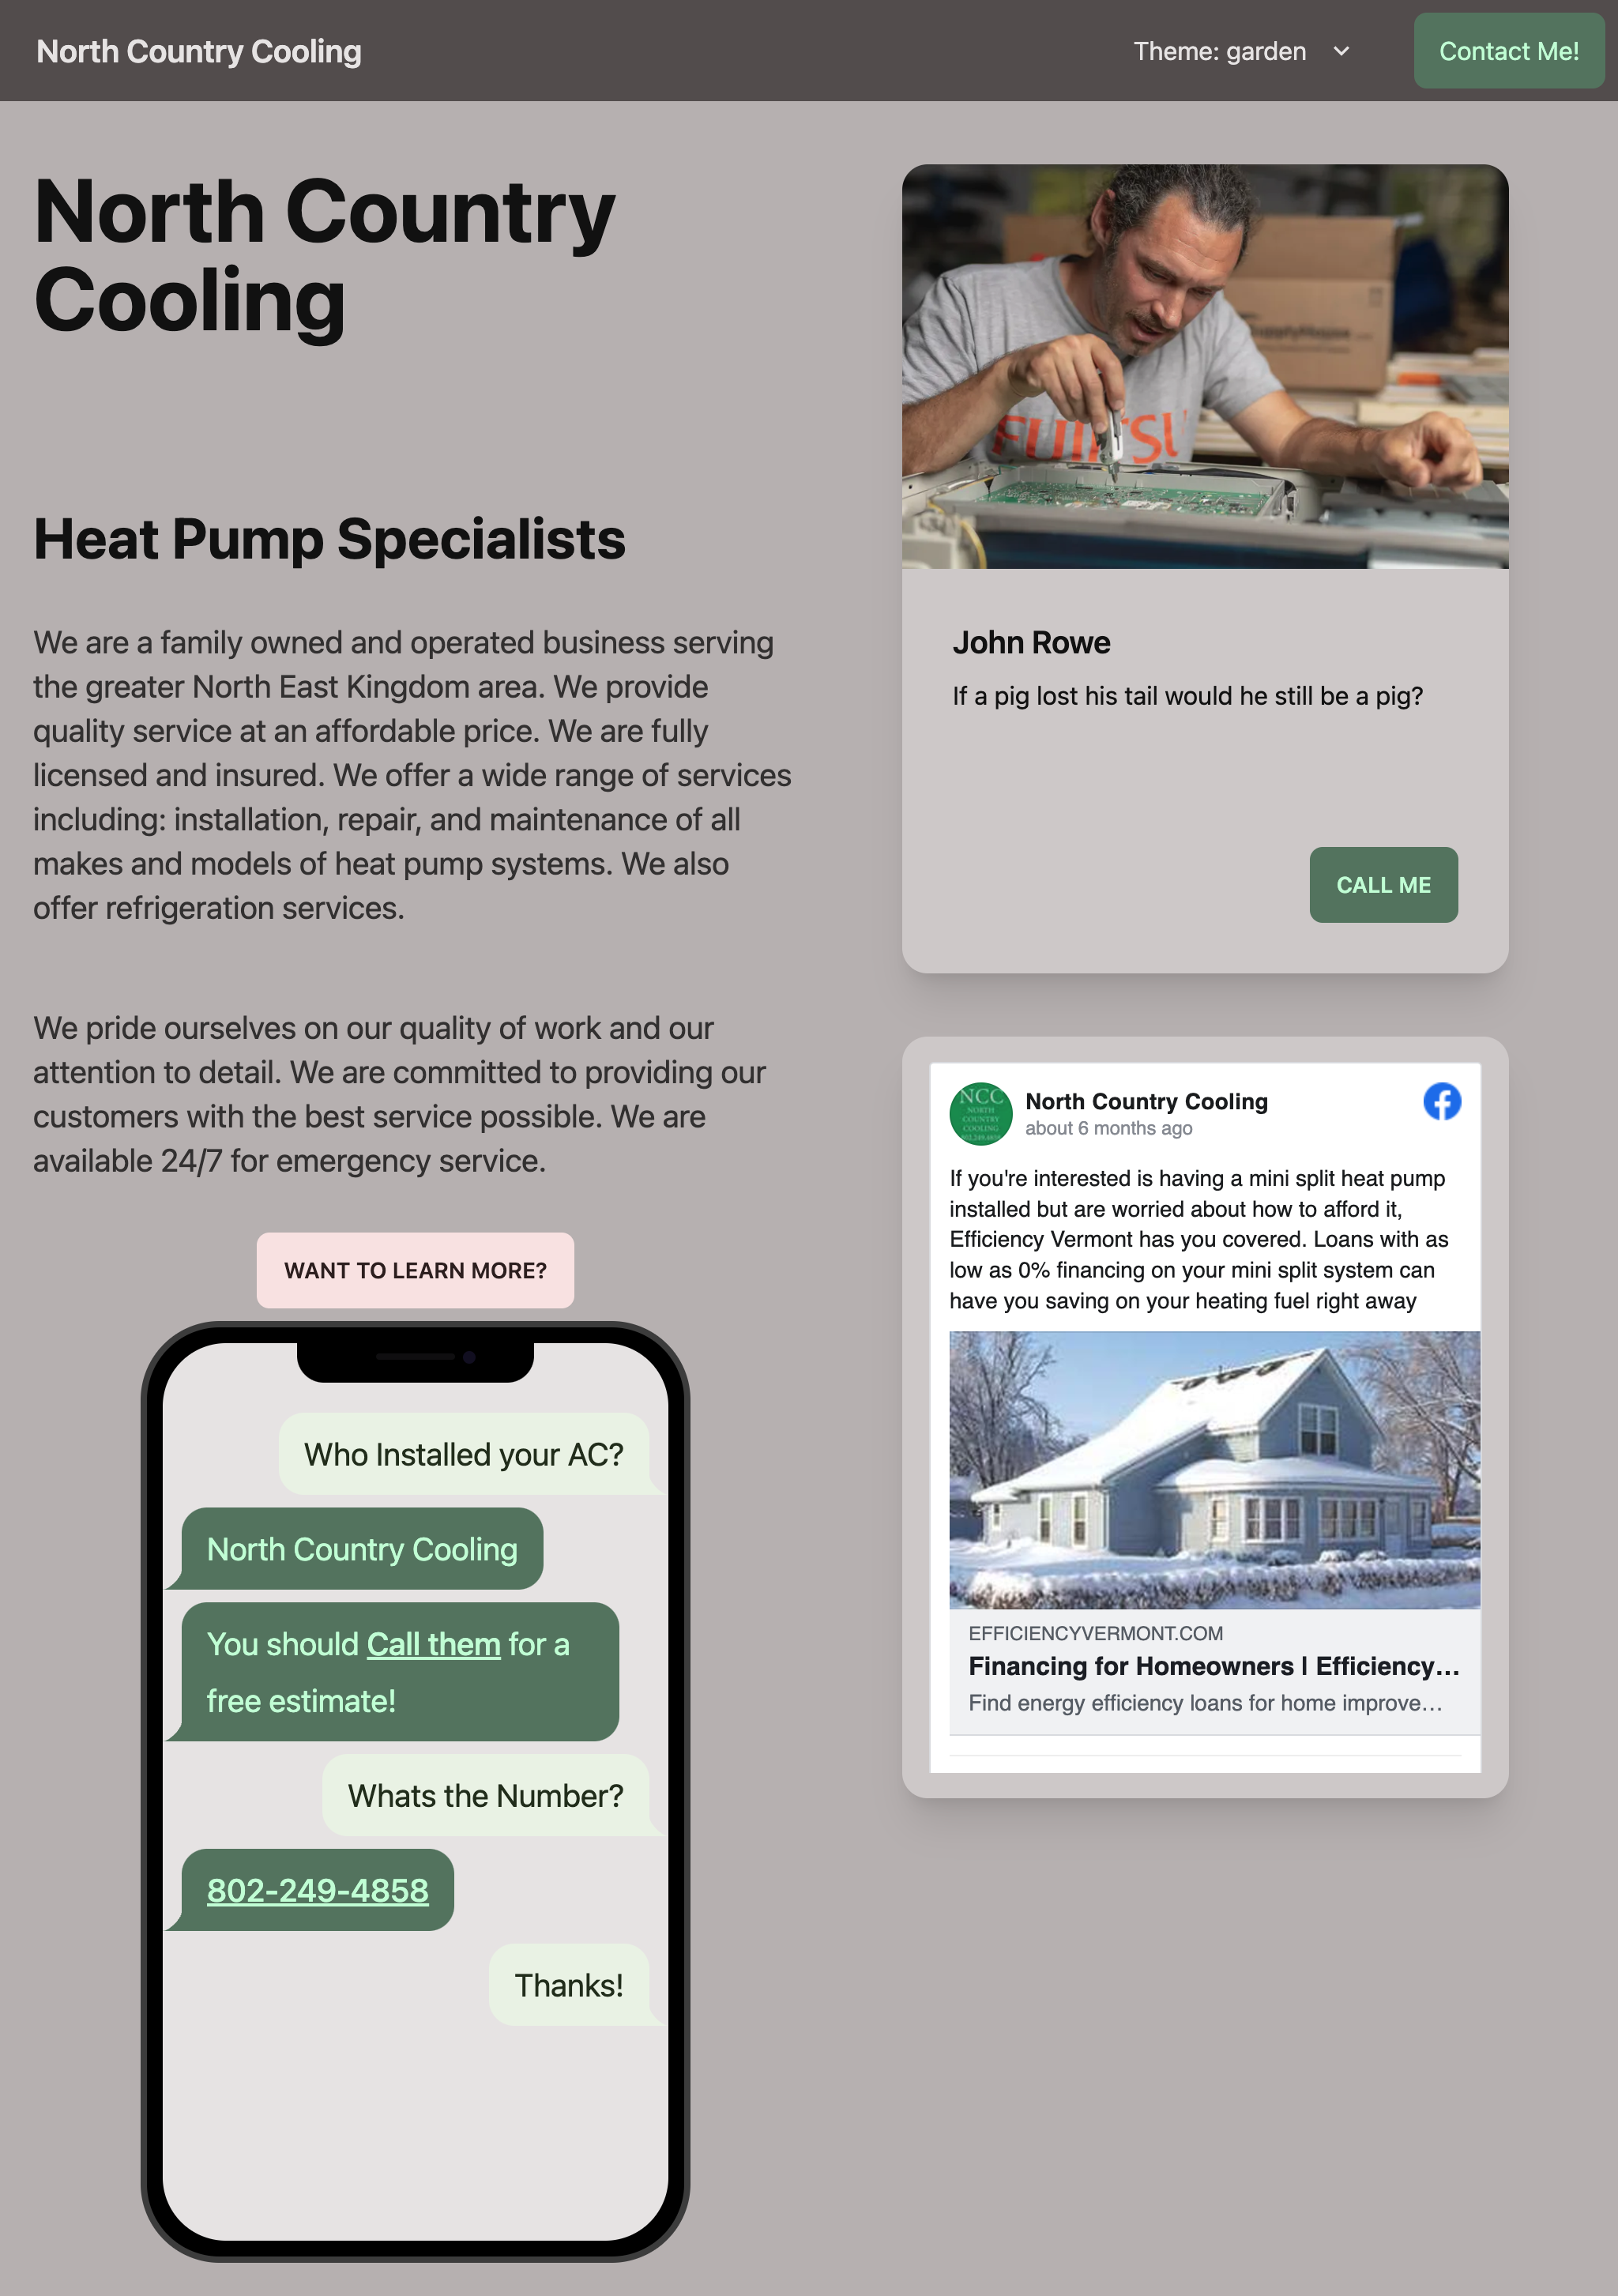 North Country Cooling
Theme: garden
Contact Me!
North Country
Cooling
Heat Pump Specialists
We are a family owned and operated business serving
the greater North East Kingdom area. We provide
quality service at an affordable price. We are fully
licensed and insured. We offer a wide range of services
including: installation, repair, and maintenance of all
makes and models of heat pump systems. We also
offer refrigeration services.
We pride ourselves on our quality of work and our
attention to detail. We are committed to providing our
customers with the best service possible. We are
available 24/7 for emergency service.
WANT TO LEARN MORE?
Who Installed your AC?
North Country Cooling
You should Call them for a
free estimate!
Whats the Number?
802-249-4858
Thanks!
FUJITSU
John Rowe
If a pig lost his tail would he still be a pig?
CALL ME
NCC
NORTH
COUNTRY
COOLING
802.249.4858
North Country Cooling
about 6 months ago
If you're interested is having a mini split heat pump
installed but are worried about how to afford it,
Efficiency Vermont has you covered. Loans with as
low as 0% financing on your mini split system can
have you saving on your heating fuel right away
EFFICIENCYVERMONT.COM
Financing for Homeowners | Efficiency...
Find energy efficiency loans for home improve...